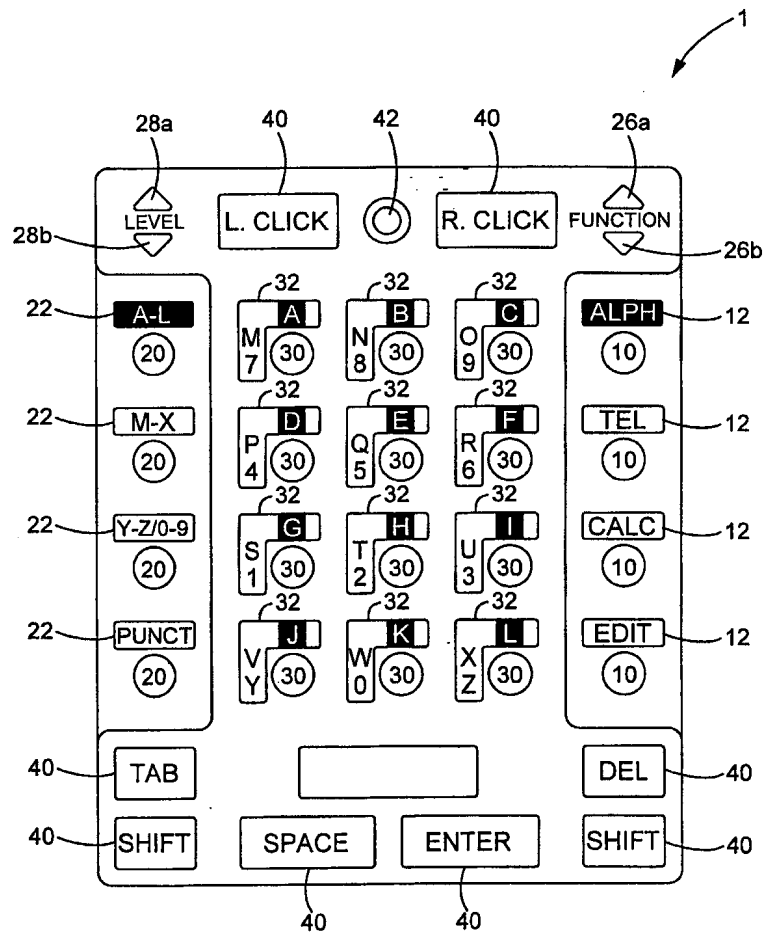 1
28a 40 42 40 26a
LEVEL L. CLICK R. CLICK FUNCTION
28b 26b
32 32 32
22 A-L A B C ALPH 12
M N O
20 30 30 30 10
7 8 9
32 32 32
22 M-X D E F TEL 12
P Q R
20 30 30 30 10
4 5 6
32 32 32
22 Y-Z/0-9 G H I CALC 12
S T U
20 30 30 30 10
1 2 3
32 32 32
22 PUNCT J K L EDIT 12
V W X
20 30 30 30 10
Y 0 Z
40 TAB DEL 40
40 SHIFT SPACE ENTER SHIFT 40
40 40